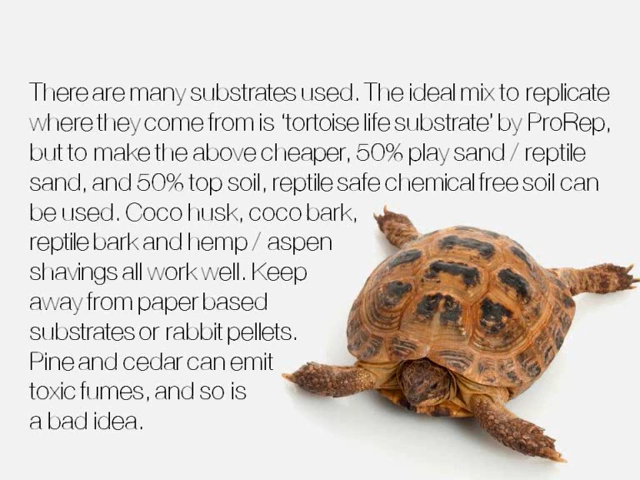 There are many substrates used. The ideal mix to replicate
where they come from is ‘tortoise life substrate’ by ProRep,
but to make the above cheaper, 50% play sand / reptile
sand, and 50% top soil, reptile safe chemical free soil can
be used. Coco husk, coco bark,
reptile bark and hemp / aspen
shavings all work well. Keep
away from paper based
substrates or rabbit pellets.
Pine and cedar can emit
toxic fumes, and so is
a bad idea.